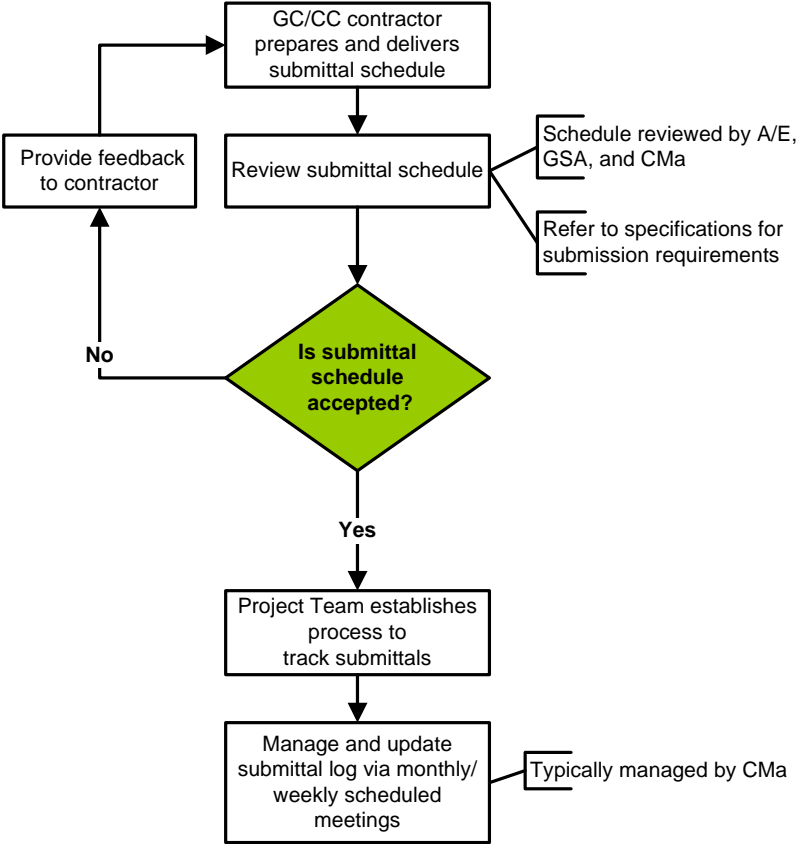 GC/CC contractor
prepares and delivers
submittal schedule
Provide feedback
to contractor
Review submittal schedule
Schedule reviewed by A/E,
GSA, and CMa
Refer to specifications for
submission requirements
No
Is submittal
schedule
accepted?
Yes
Project Team establishes
process to
track submittals
Manage and update
submittal log via monthly/
weekly scheduled
meetings
Typically managed by CMa